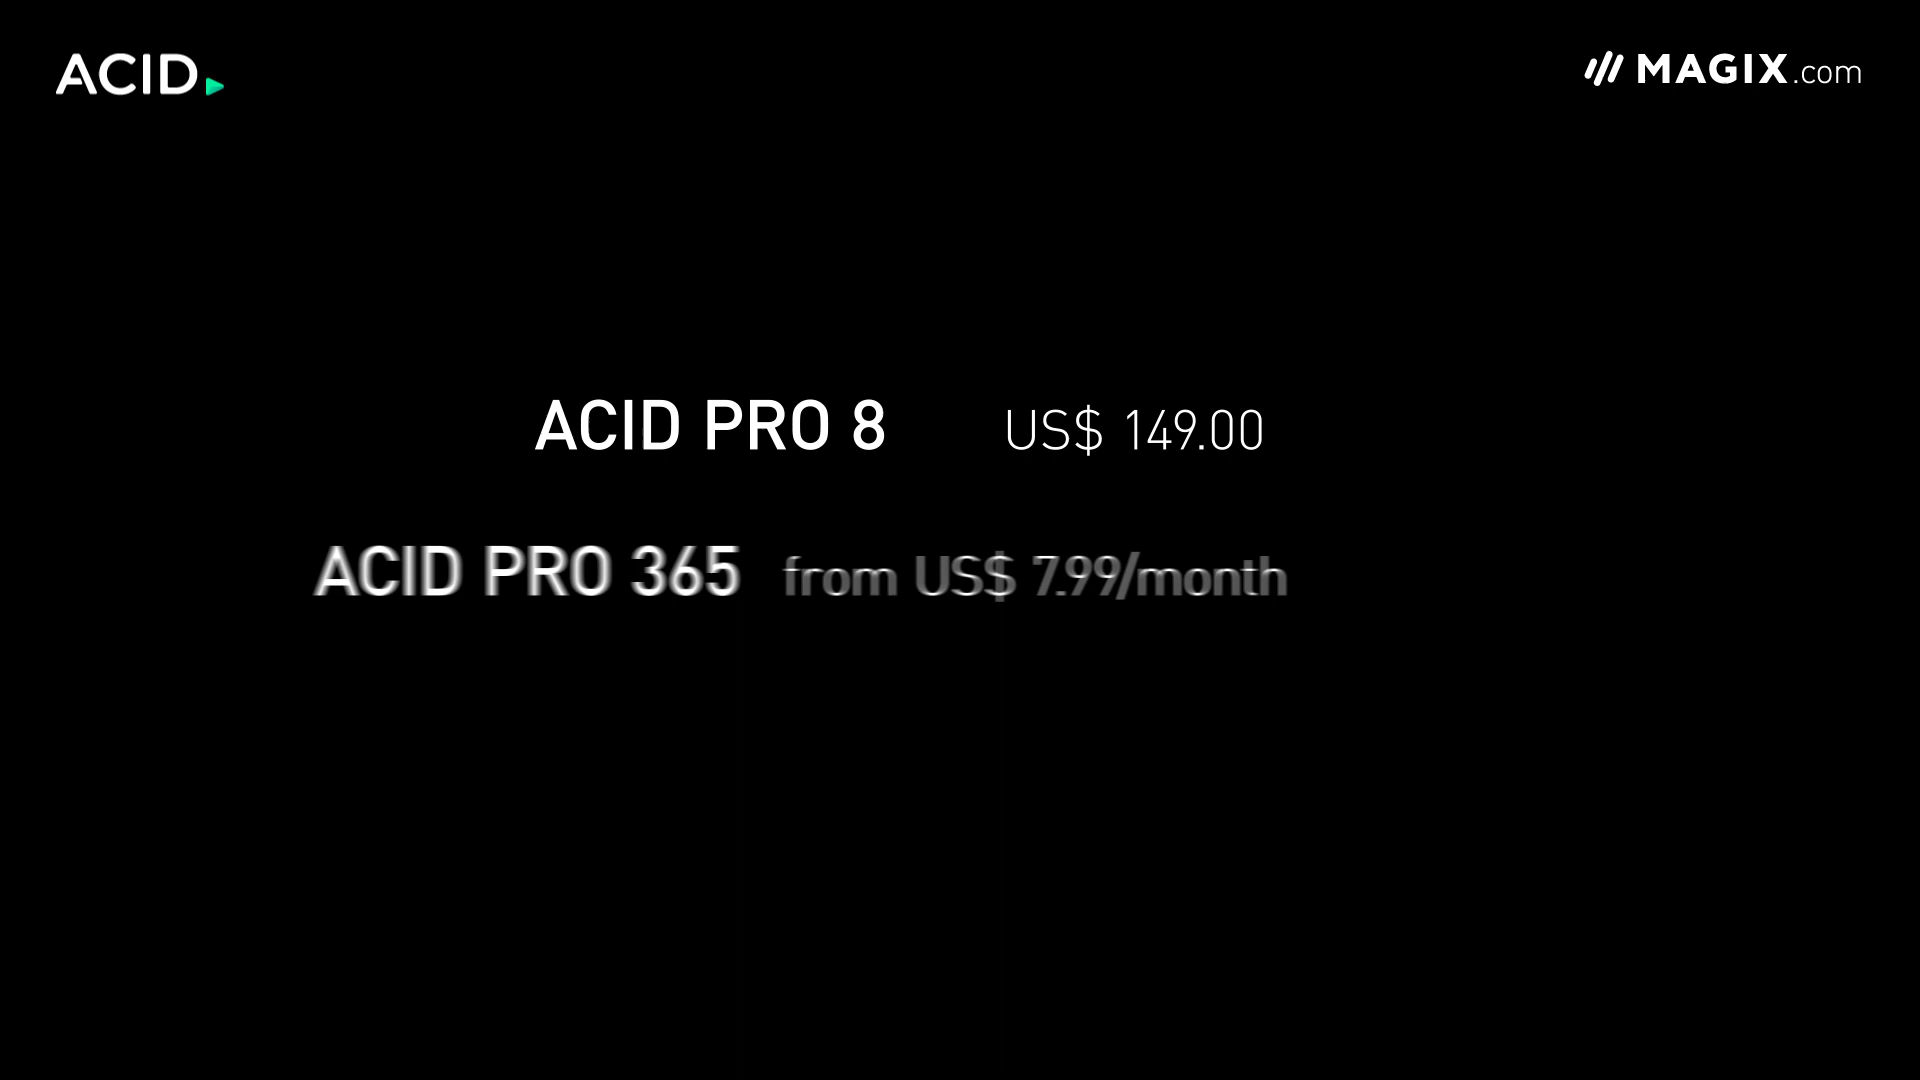 ACID
MAGIX.com
ACID PRO 8 US$ 149.00
ACID PRO 365 from US$ 7.99/month